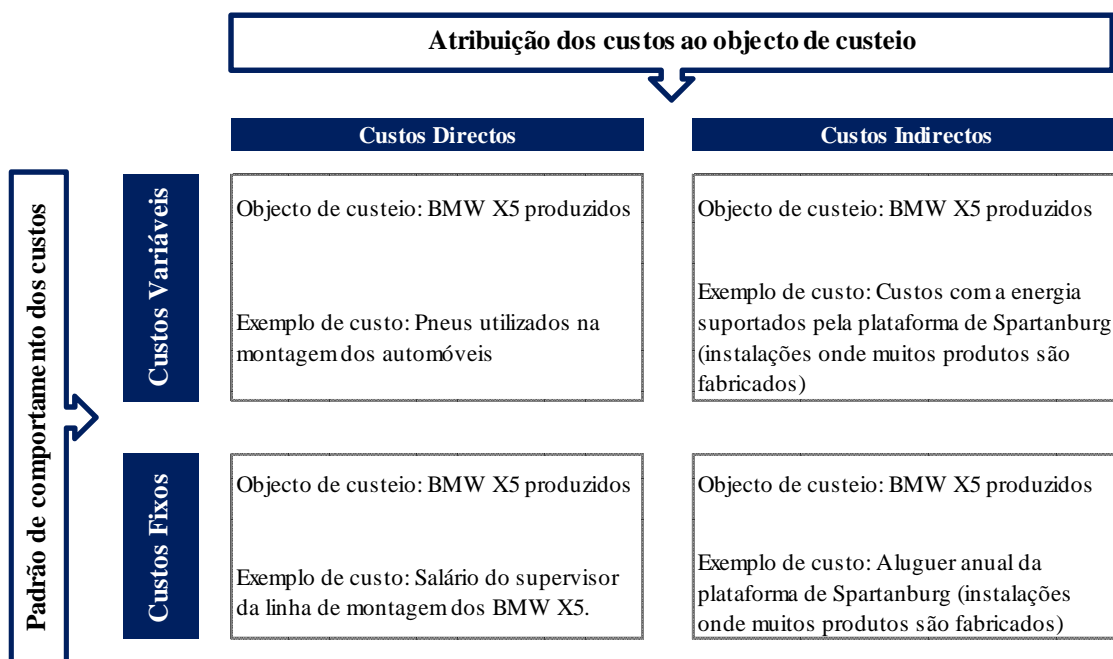 Atribuição dos custos ao objecto de custeio
Custos Directos
Custos Indirectos
Padrão de comportamento dos custos
Custos Variáveis
Objecto de custeio: BMW X5 produzidos
Exemplo de custo: Pneus utilizados na
montagem dos automóveis
Objecto de custeio: BMW X5 produzidos
Exemplo de custo: Custos com a energia
suportados pela plataforma de Spartanburg
(instalações onde muitos produtos são
fabricados)
Custos Fixos
Objecto de custeio: BMW X5 produzidos
Exemplo de custo: Salário do supervisor
da linha de montagem dos BMW X5.
Objecto de custeio: BMW X5 produzidos
Exemplo de custo: Aluguer anual da
plataforma de Spartanburg (instalações
onde muitos produtos são fabricados)